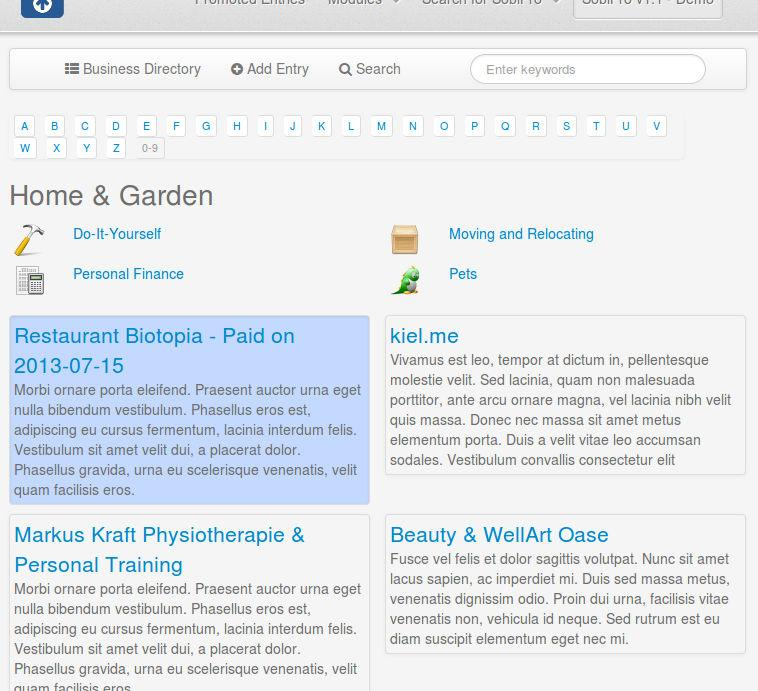 Promoted Entries Modules Search for SobiPro SobiPro v1.1 - Demo
Business Directory Add Entry Search Enter keywords
A B C D E F G H I J K L M N O P Q R S T U V
W X Y Z 0-9
Home & Garden
Do-It-Yourself Moving and Relocating
Personal Finance Pets
Restaurant Biotopia - Paid on
2013-07-15
Morbi ornare porta eleifend. Praesent auctor urna eget
nulla bibendum vestibulum. Phasellus eros est,
adipiscing eu cursus fermentum, lacinia interdum felis.
Vestibulum sit amet velit dui, a placerat dolor.
Phasellus gravida, urna eu scelerisque venenatis, velit
quam facilisis eros.
kiel.me
Vivamus est leo, tempor at dictum in, pellentesque
molestie velit. Sed lacinia, quam non malesuada
porttitor, ante arcu ornare magna, vel lacinia nibh velit
quis massa. Donec nec massa sit amet metus
elementum porta. Duis a velit vitae leo accumsan
sodales. Vestibulum convallis consectetur elit
Markus Kraft Physiotherapie &
Personal Training
Morbi ornare porta eleifend. Praesent auctor urna eget
nulla bibendum vestibulum. Phasellus eros est,
adipiscing eu cursus fermentum, lacinia interdum felis.
Vestibulum sit amet velit dui, a placerat dolor.
Phasellus gravida, urna eu scelerisque venenatis, velit
quam facilisis eros.
Beauty & WellArt Oase
Fusce vel felis et dolor sagittis volutpat. Nunc sit amet
lacus sapien, ac imperdiet mi. Duis sed massa metus,
venenatis dignissim odio. Proin dui urna, facilisis vitae
venenatis non, vehicula id neque. Sed rutrum est eu
diam suscipit elementum eget nec mi.